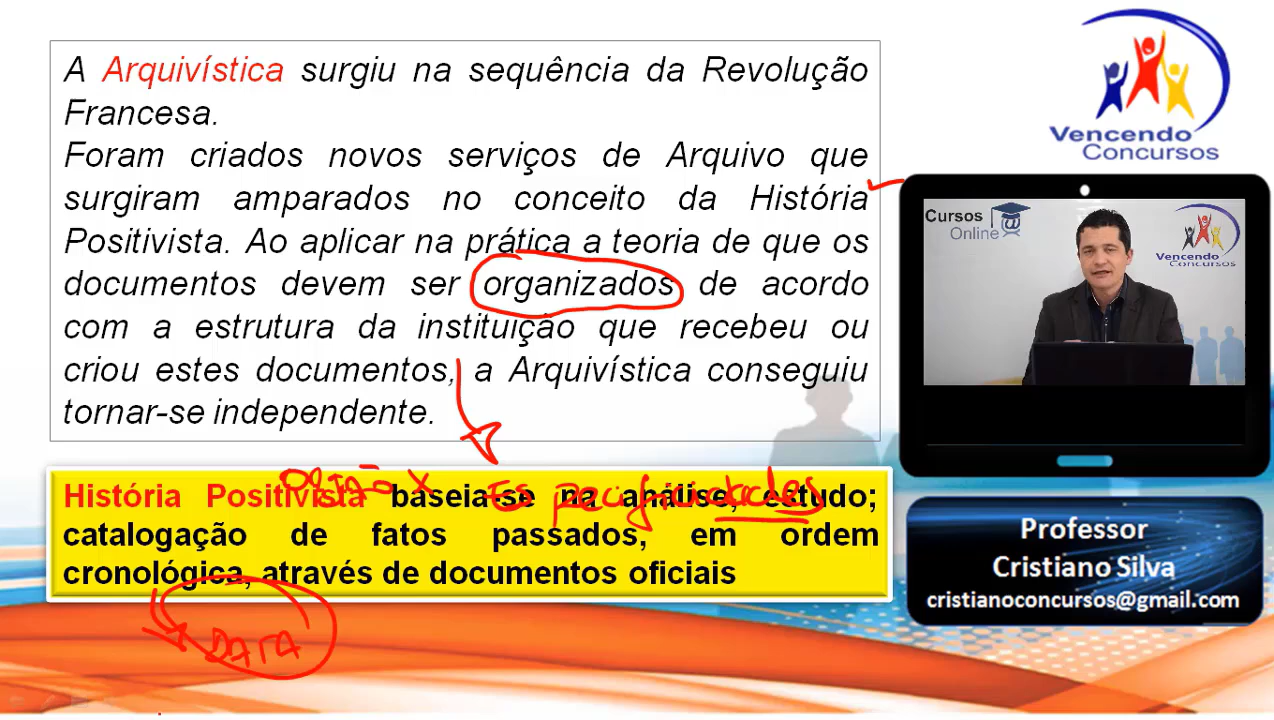 A Arquivística surgiu na sequência da Revolução
Francesa.
Foram criados novos serviços de Arquivo que
surgiram amparados no conceito da História
Positivista. Ao aplicar na prática a teoria de que os
documentos devem ser organizados de acordo
com a estrutura da instituição que recebeu ou
criou estes documentos, a Arquivística conseguiu
tornar-se independente.
História Positivista baseia-se na análise, estudo;
catalogação de fatos passados, em ordem
cronológica, através de documentos oficiais
Especificidades
DATA
Vencendo
Concursos
Cursos
Online
Vencendo
Concursos
Professor
Cristiano Silva
cristianoconcursos@gmail.com